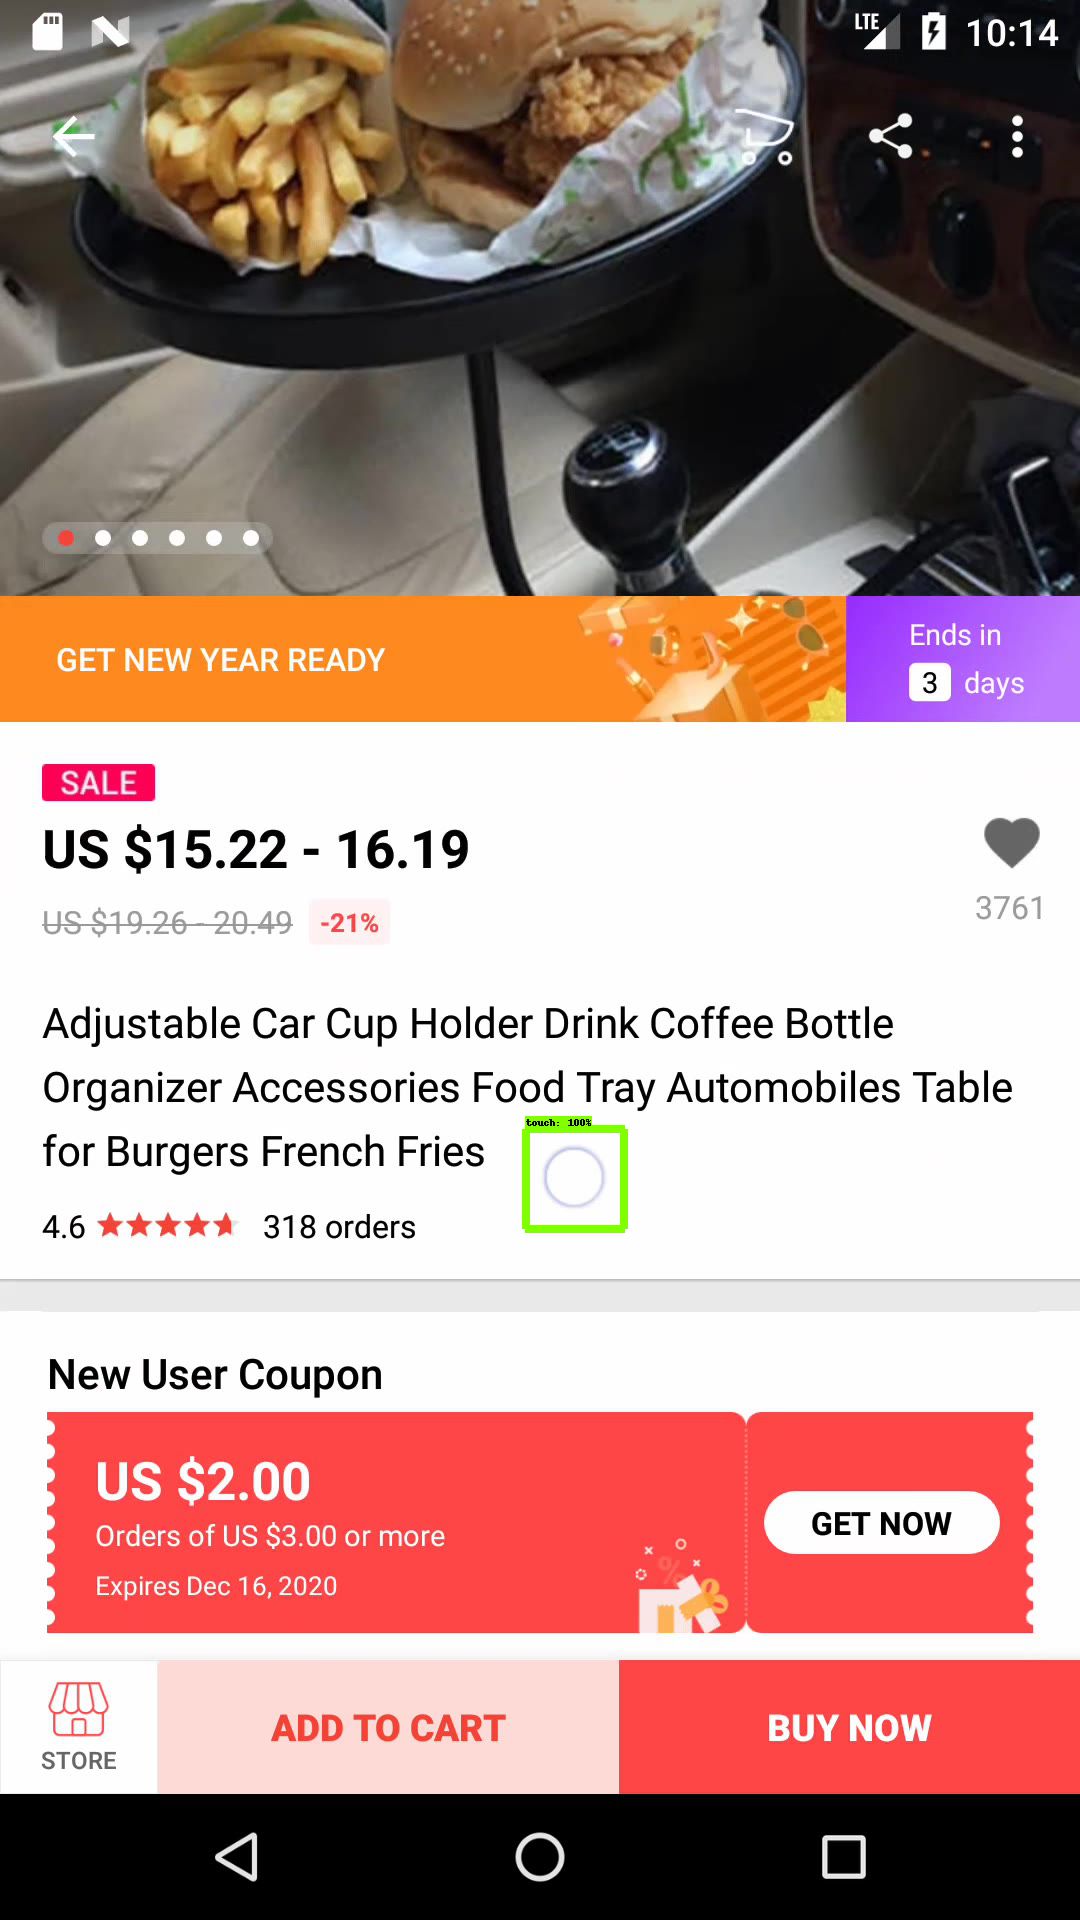 LTE 10:14
GET NEW YEAR READY
Ends in
3 days
SALE
US $15.22 - 16.19
3761
US $19.26 - 20.49 -21%
Adjustable Car Cup Holder Drink Coffee Bottle
Organizer Accessories Food Tray Automobiles Table
for Burgers French Fries
touch: 100%
4.6 318 orders
New User Coupon
US $2.00
Orders of US $3.00 or more
Expires Dec 16, 2020
GET NOW
STORE
ADD TO CART
BUY NOW